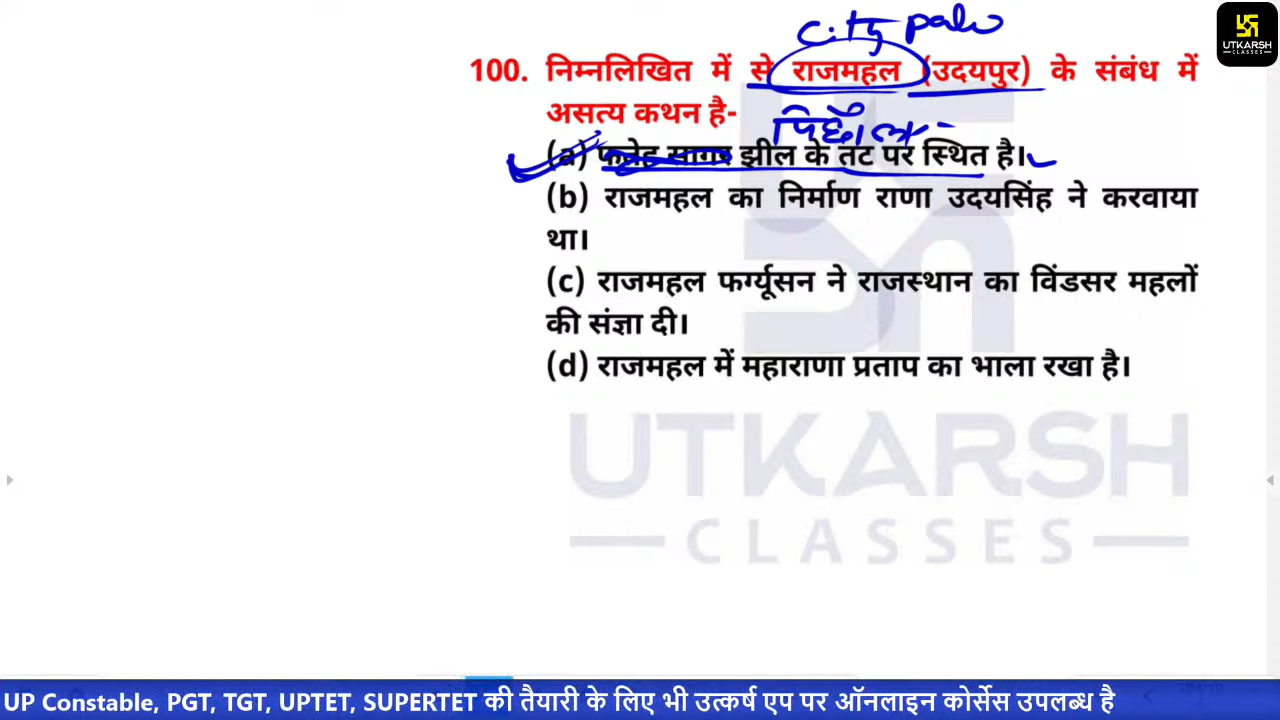 City palac
UTKARSH
CLASSES
100. निम्नलिखित में से राजमहल (उदयपुर) के संबंध में
असत्य कथन है-
पिछौला
(a) फतेह सागर झील के तट पर स्थित है।
(b) राजमहल का निर्माण राणा उदयसिंह ने करवाया
था।
(c) राजमहल फर्ग्यूसन ने राजस्थान का विंडसर महलों
की संज्ञा दी।
(d) राजमहल में महाराणा प्रताप का भाला रखा है।
UTKARSH
CLASSES
UP Constable, PGT, TGT, UPTET, SUPERTET की तैयारी के लिए भी उत्कर्ष एप पर ऑनलाइन कोर्सेस उपलब्ध है